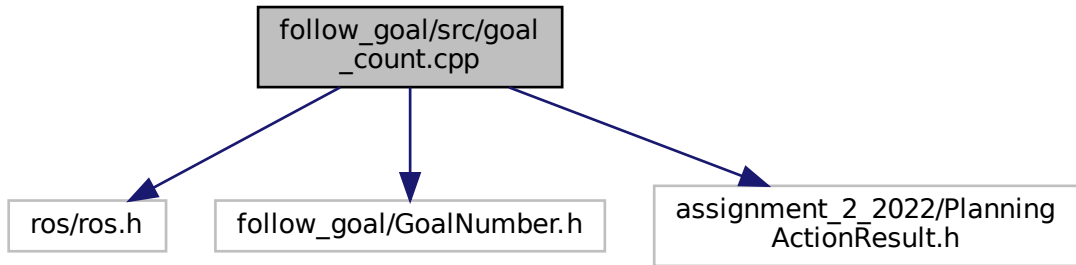 follow_goal/src/goal
_count.cpp
ros/ros.h
follow_goal/GoalNumber.h
assignment_2_2022/Planning
ActionResult.h